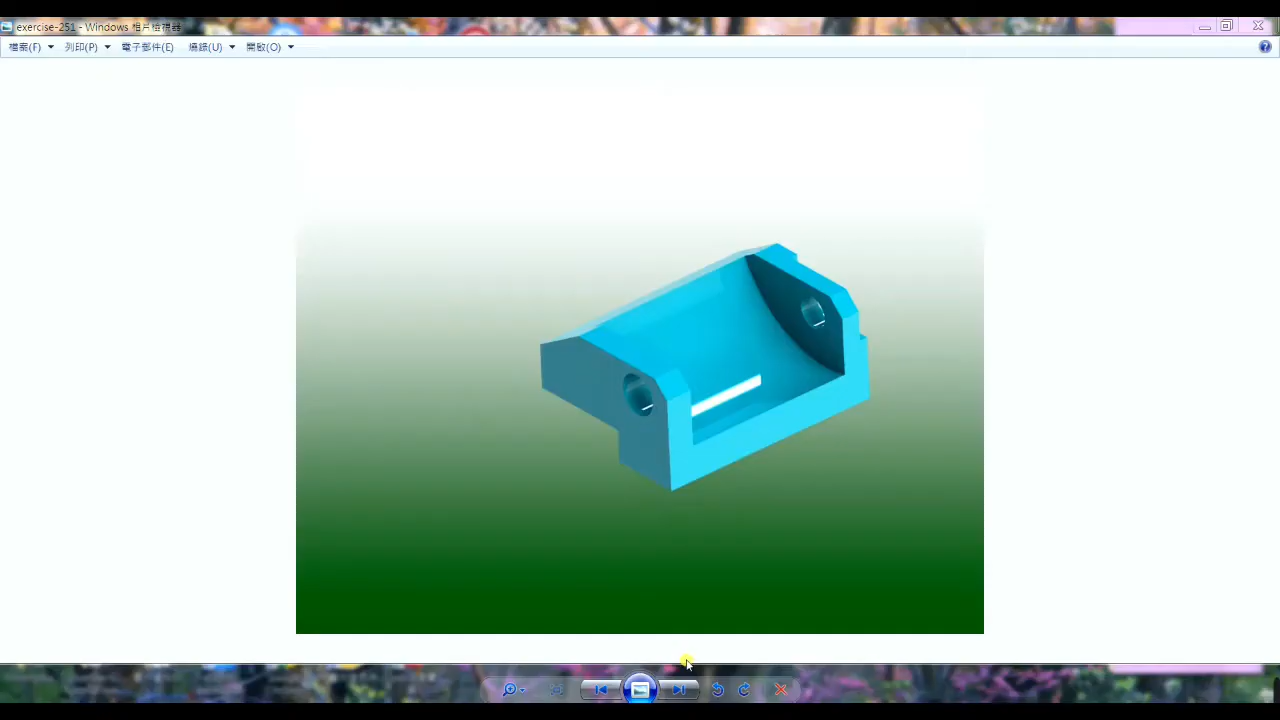 exercise-251 - Windows 相片檢視器
檔案(F) 列印(P) 電子郵件(E) 燒錄(U) 開啟(O)